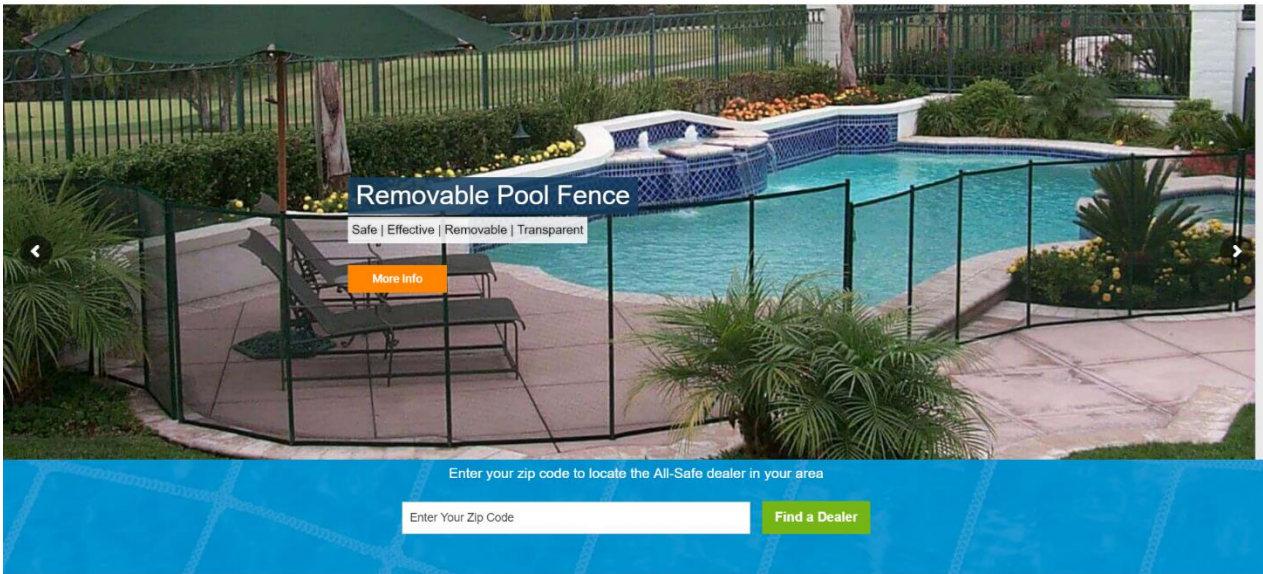 Removable Pool Fence
Safe | Effective | Removable | Transparent
More Info
Enter your zip code to locate the All-Safe dealer in your area
Enter Your Zip Code
Find a Dealer